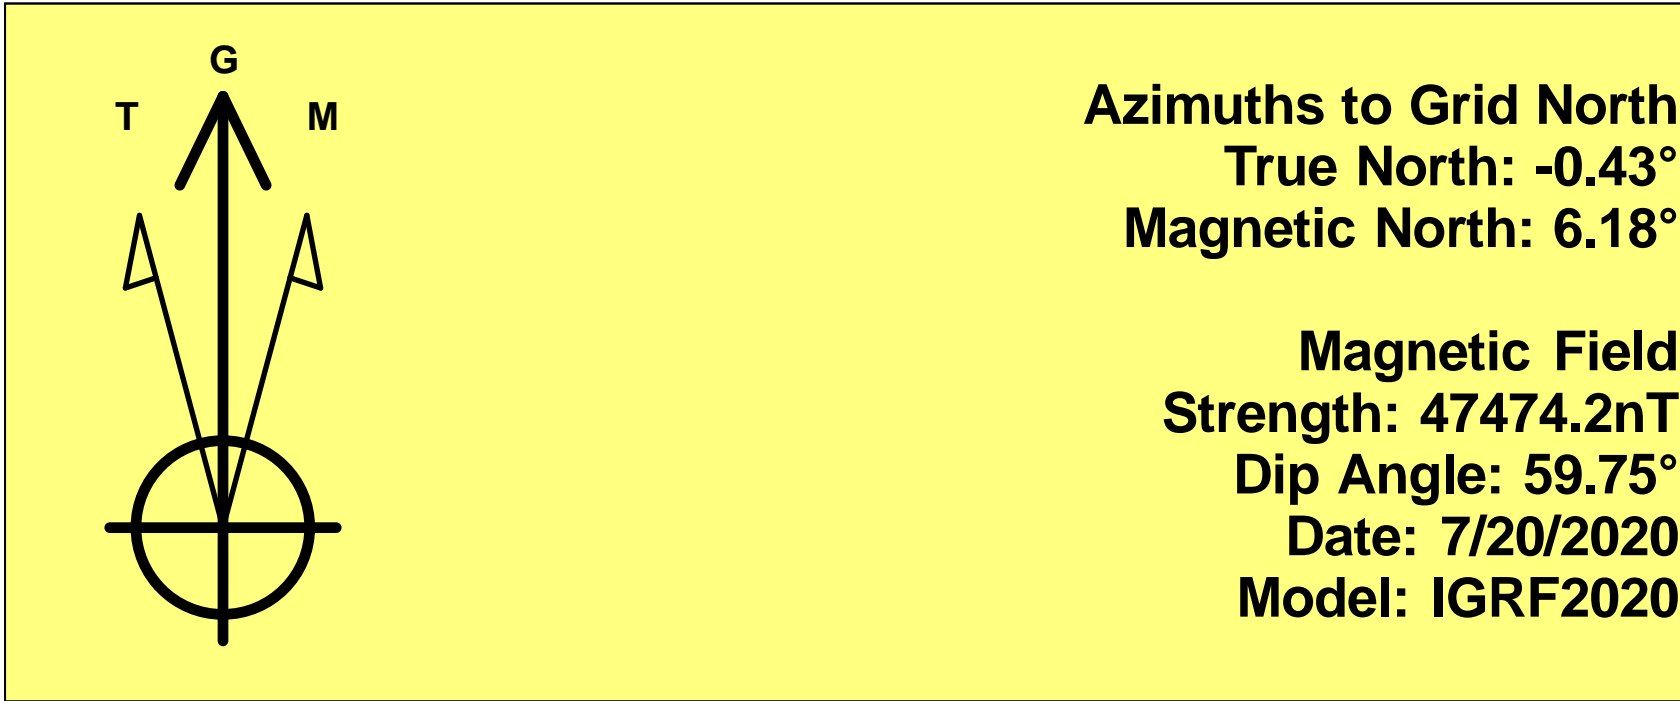 G
T M
Azimuths to Grid North
True North: -0.43°
Magnetic North: 6.18°
Magnetic Field
Strength: 47474.2nT
Dip Angle: 59.75°
Date: 7/20/2020
Model: IGRF2020